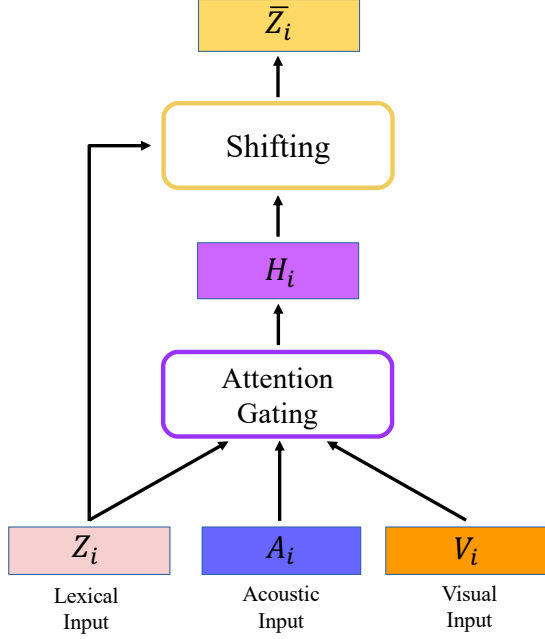 Z̅ᵢ
Shifting
Hᵢ
Attention
Gating
Zᵢ
Aᵢ
Vᵢ
Lexical
Input
Acoustic
Input
Visual
Input